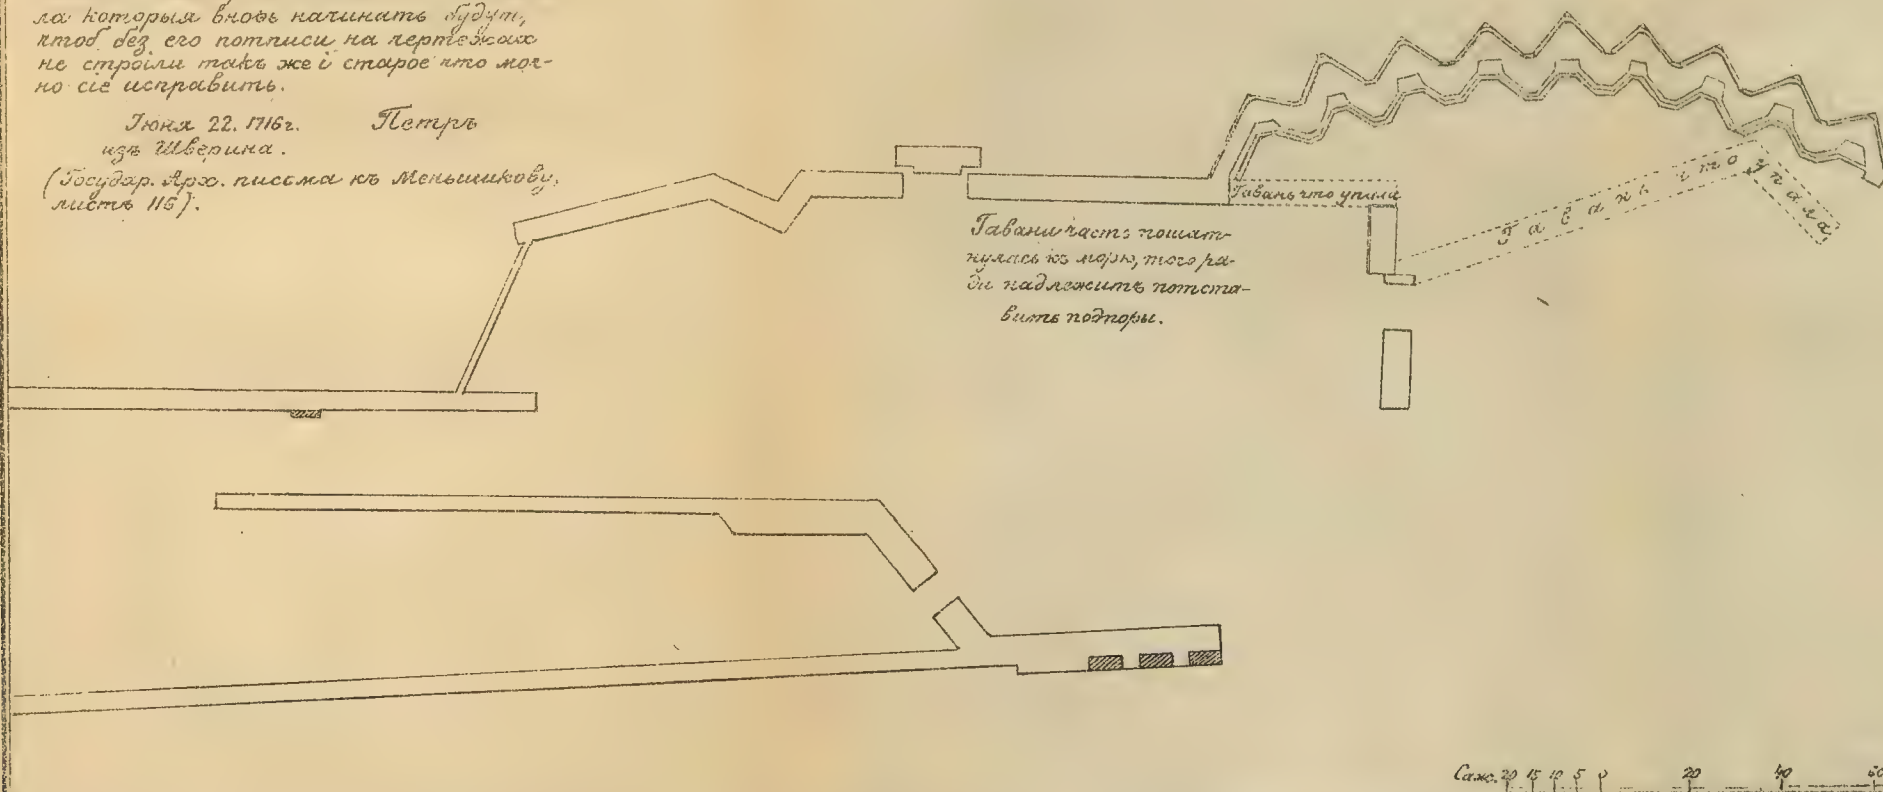 ла которыя вновь начинать будут,
чтоб без его потписи на чертежах
не строили такъ же і старое что мог-
но сіе исправить.
Іюня 22. 1716г. Петръ
изъ Шверина.
(Государ. Арх. письма къ Меньшикову,
листъ 116).
Гавань что упала
Гавань что упала
Гавани часть пошат-
нулась къ морю, того ра-
ди надлежитъ потста-
вить подпоры.
Саж. 20 15 10 5 0 20 40 60